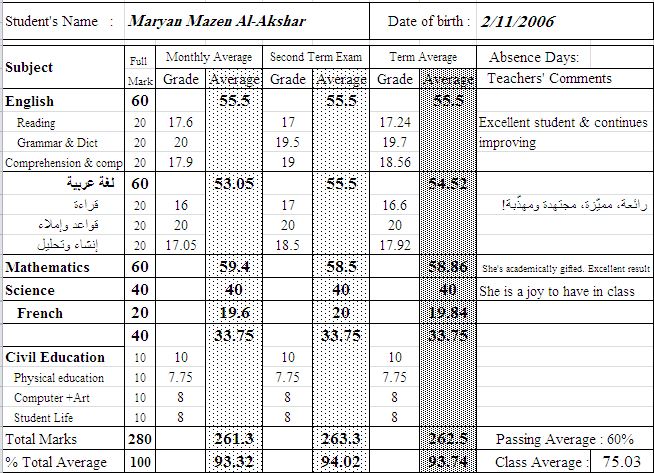 Student's Name : Maryan Mazen Al-Akshar Date of birth : 2/11/2006
Subject Full Mark Monthly Average Second Term Exam Term Average Absence Days:
Grade Average Grade Average Grade Average Teachers' Comments
English 60 55.5 55.5 55.5
Reading 20 17.6 17 17.24 Excellent student & continues
Grammar & Dict 20 20 19.5 19.7 improving
Comprehension & comp 20 17.9 19 18.56
لغة عربية 60 53.05 55.5 54.52
قراءة 20 16 17 16.6 رائعة، مميّزة، مجتهدة ومهذّبة!
قواعد وإملاء 20 20 20 20
إنشاء وتحليل 20 17.05 18.5 17.92
Mathematics 60 59.4 58.5 58.86 She's academically gifted. Excellent result
Science 40 40 40 40 She is a joy to have in class
French 20 19.6 20 19.84
40 33.75 33.75 33.75
Civil Education 10 10 10 10
Physical education 10 7.75 7.75 7.75
Computer +Art 10 8 8 8
Student Life 10 8 8 8
Total Marks 280 261.3 263.3 262.5 Passing Average : 60%
% Total Average 100 93.32 94.02 93.74 Class Average : 75.03